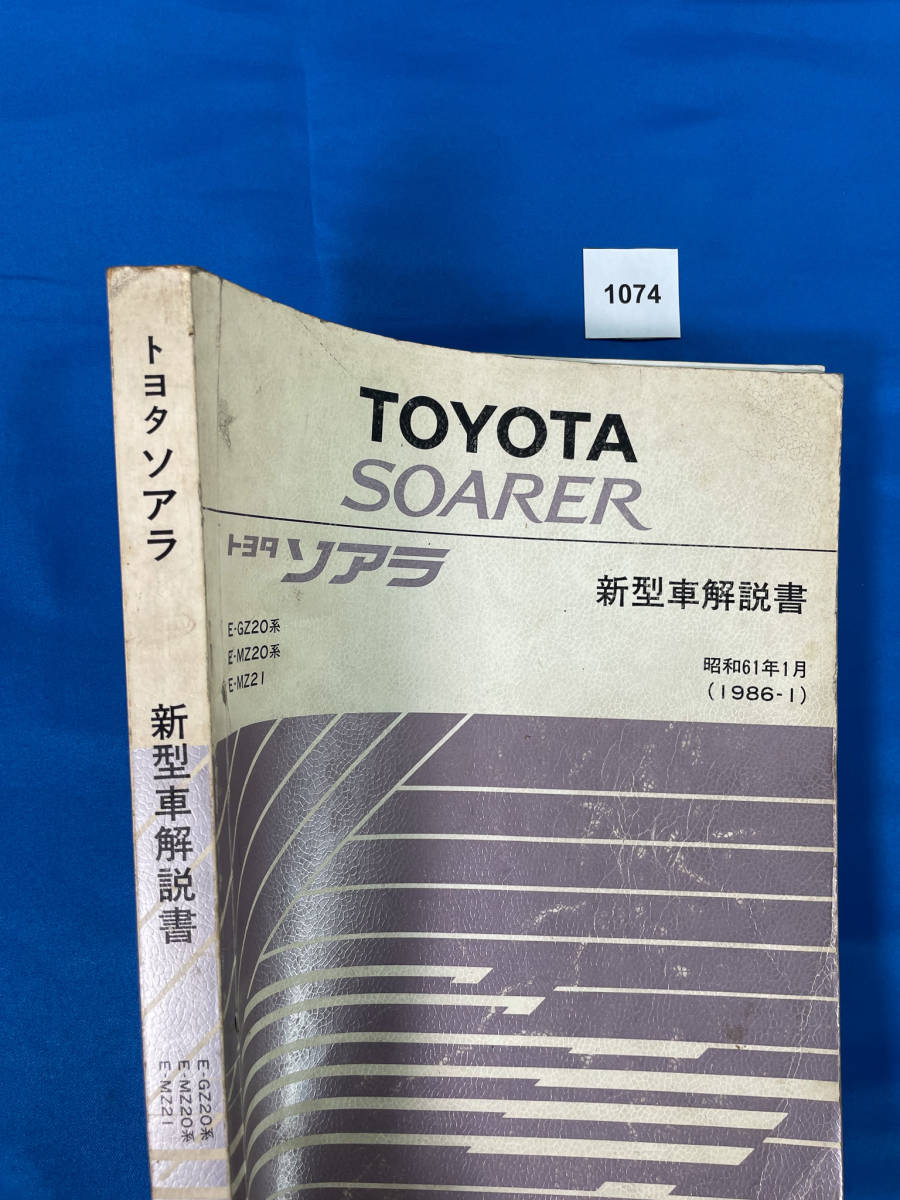 1074
TOYOTA
SOARER
トヨタ ソアラ
新型車解説書
E-GZ20系
E-MZ20系
E-MZ21
昭和61年1月
(1986-1)
トヨタ ソアラ
新型車解説書
E-GZ20系
E-MZ20系
E-MZ21